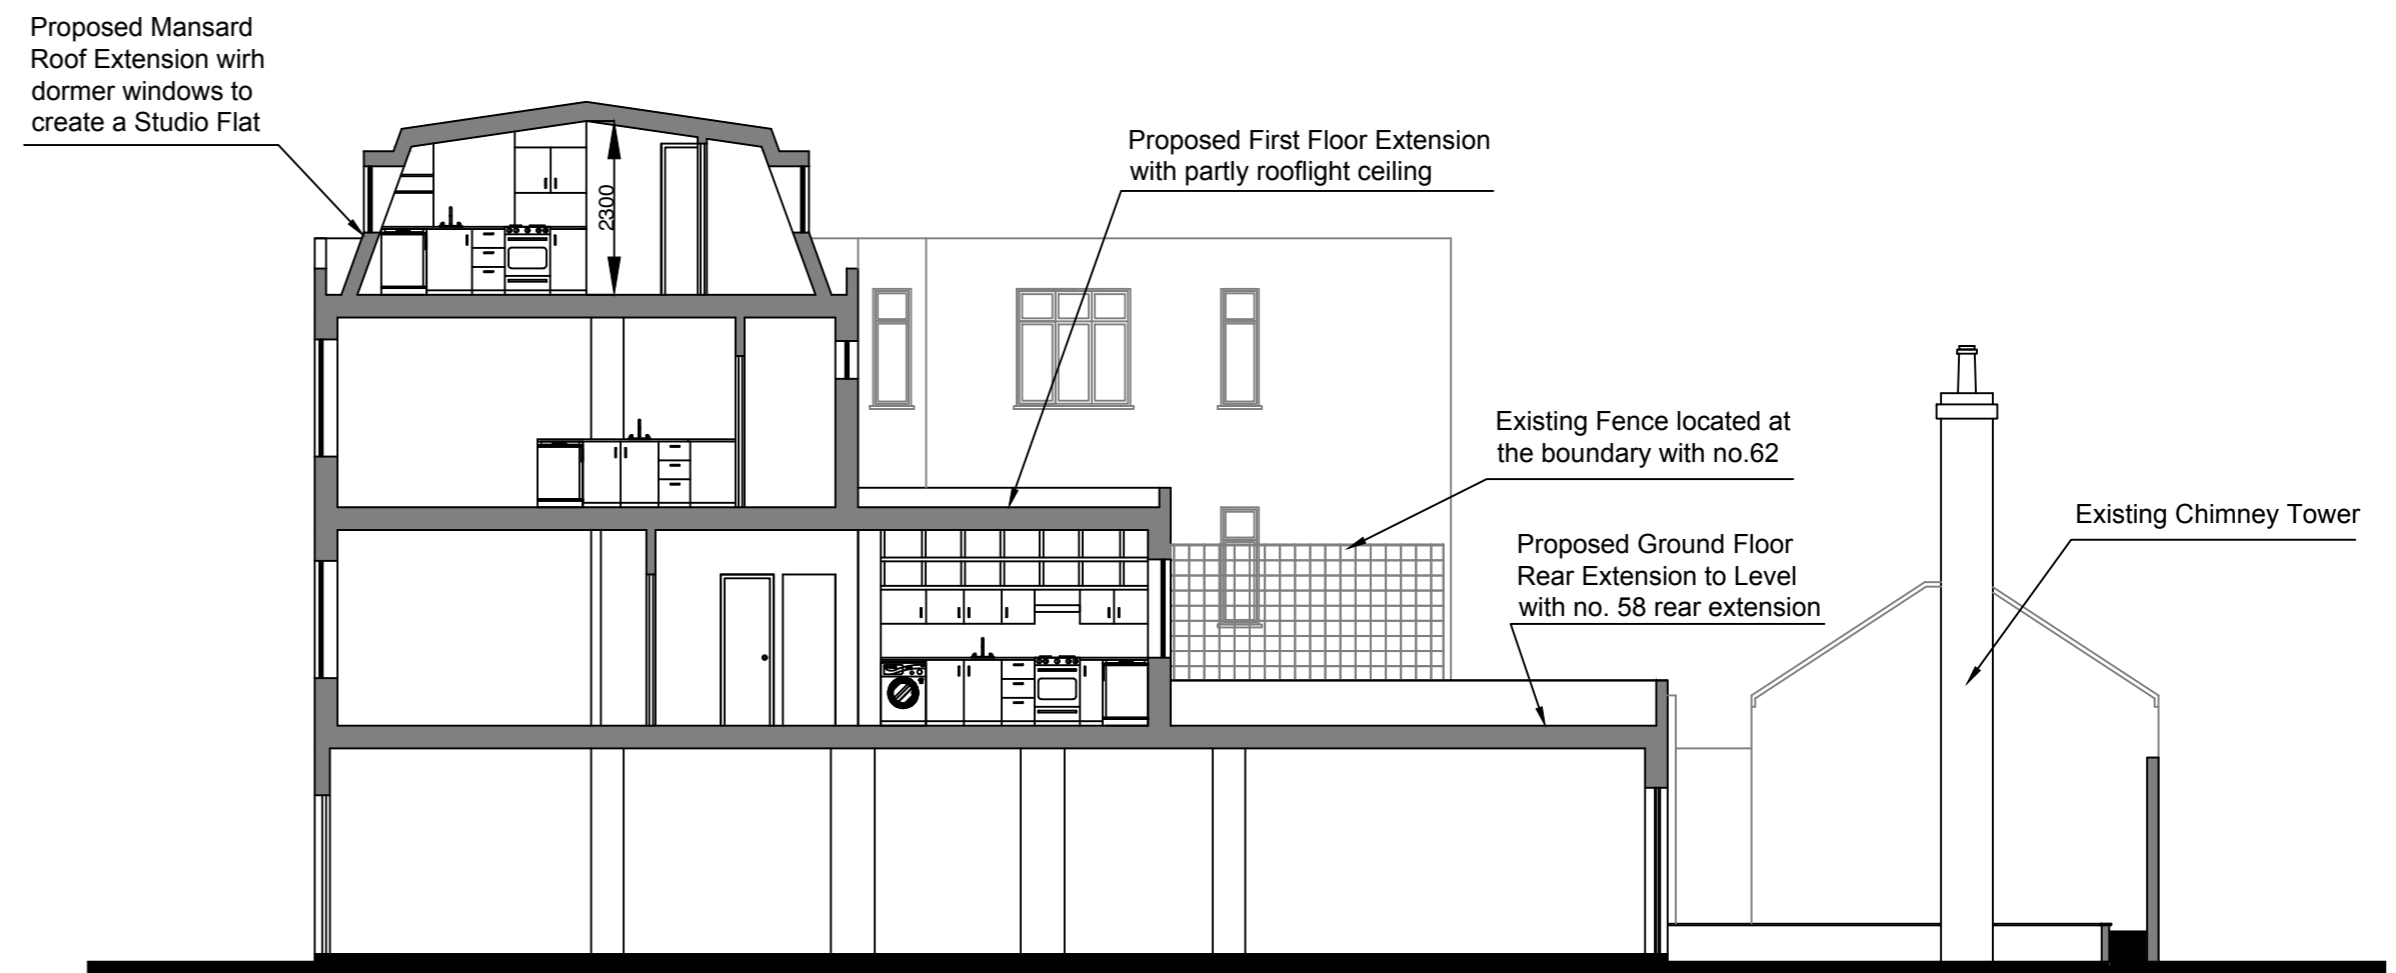 Proposed Mansard
Roof Extension wirh
dormer windows to
create a Studio Flat
Proposed First Floor Extension
with partly rooflight ceiling
2300
Existing Fence located at
the boundary with no.62
Existing Chimney Tower
Proposed Ground Floor
Rear Extension to Level
with no. 58 rear extension